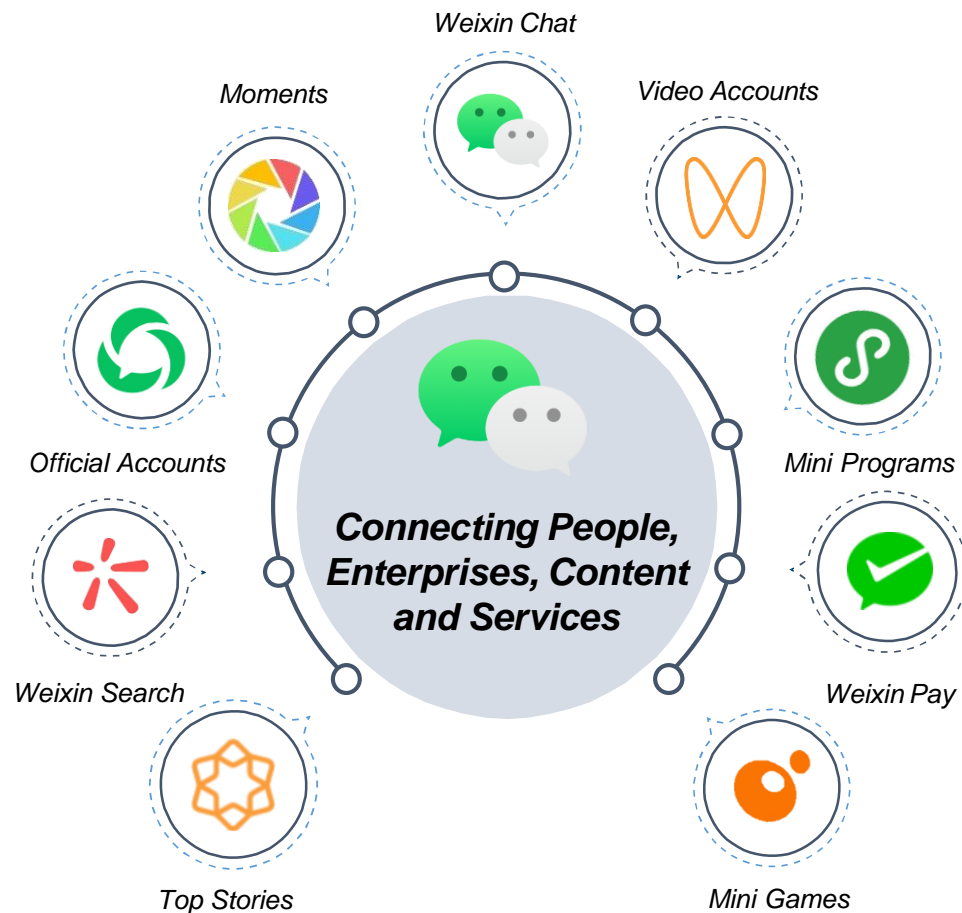 Weixin Chat
Moments
Video Accounts
Official Accounts
Mini Programs
Connecting People,
Enterprises, Content
and Services
Weixin Search
Weixin Pay
Top Stories
Mini Games